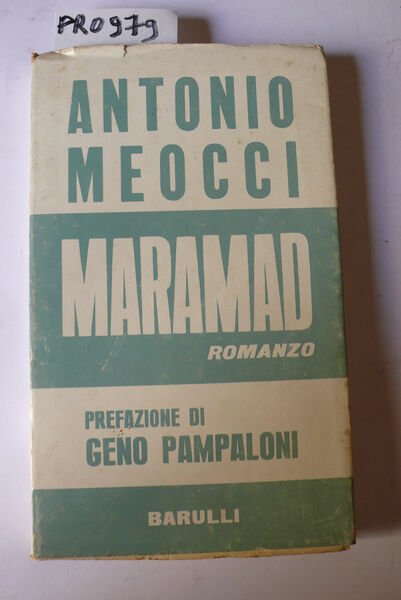 PRO979
ANTONIO
MEOCCI
MARAMAD
ROMANZO
PREFAZIONE DI
GENO PAMPALONI
BARULLI